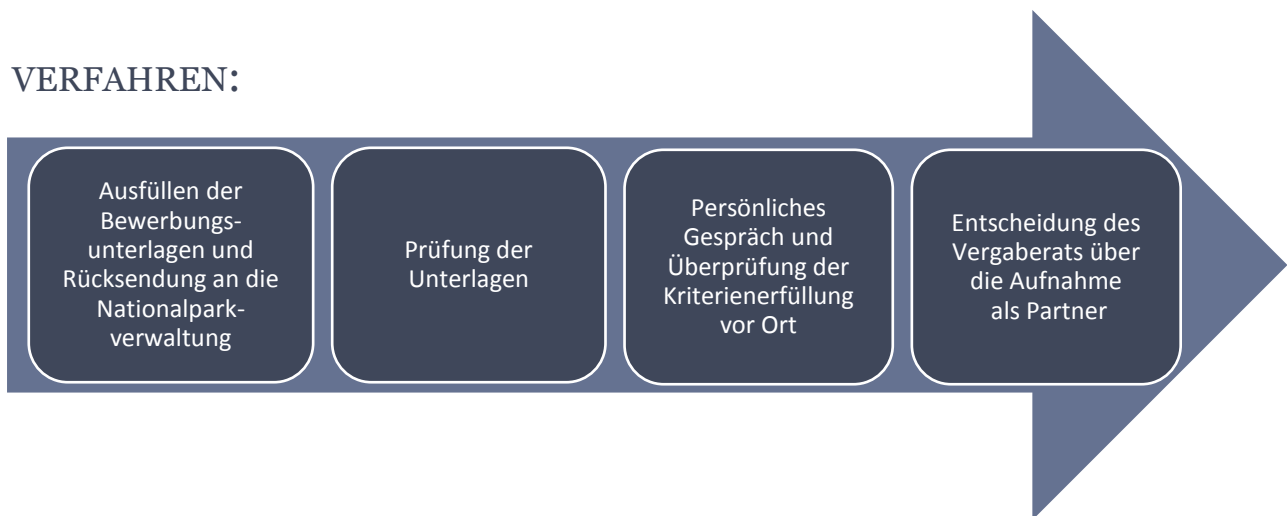 VERFAHREN:
Ausfüllen der
Bewerbungs-
unterlagen und
Rücksendung an die
Nationalpark-
verwaltung
Prüfung der
Unterlagen
Persönliches
Gespräch und
Überprüfung der
Kriterienerfüllung
vor Ort
Entscheidung des
Vergaberats über
die Aufnahme
als Partner